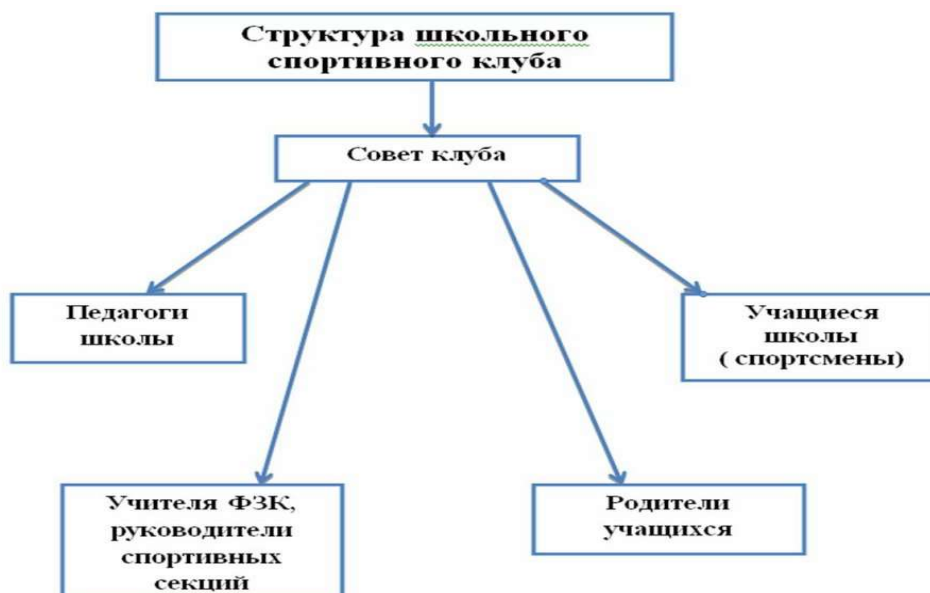 Структура школьного
спортивного клуба
Совет клуба
Педагоги
школы
Учащиеся
школы
( спортсмены)
Учителя ФЗК,
руководители
спортивных
секций
Родители
учащихся